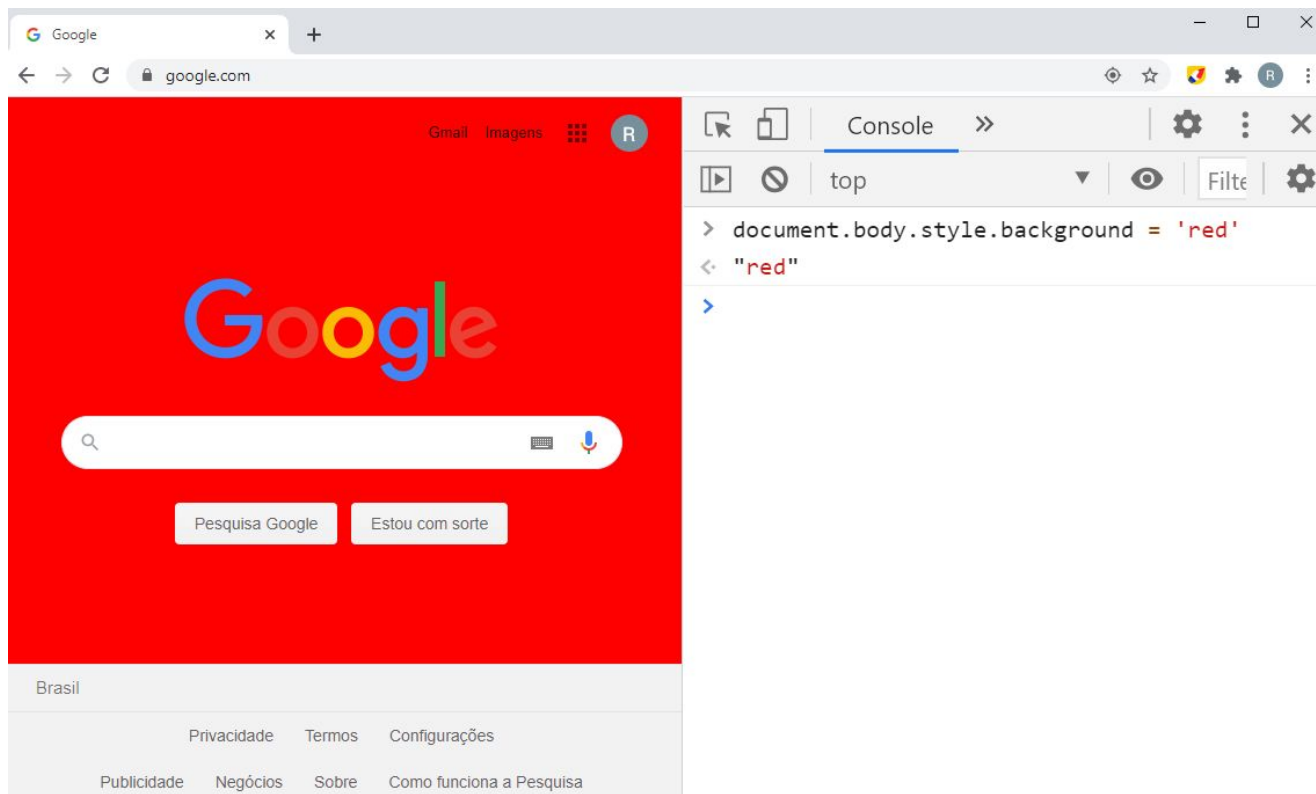 Google
google.com
R
Gmail Imagens R
Google
Pesquisa Google Estou com sorte
Brasil
Privacidade Termos Configurações
Publicidade Negócios Sobre Como funciona a Pesquisa
Console
top Filte
document.body.style.background = 'red'
"red"